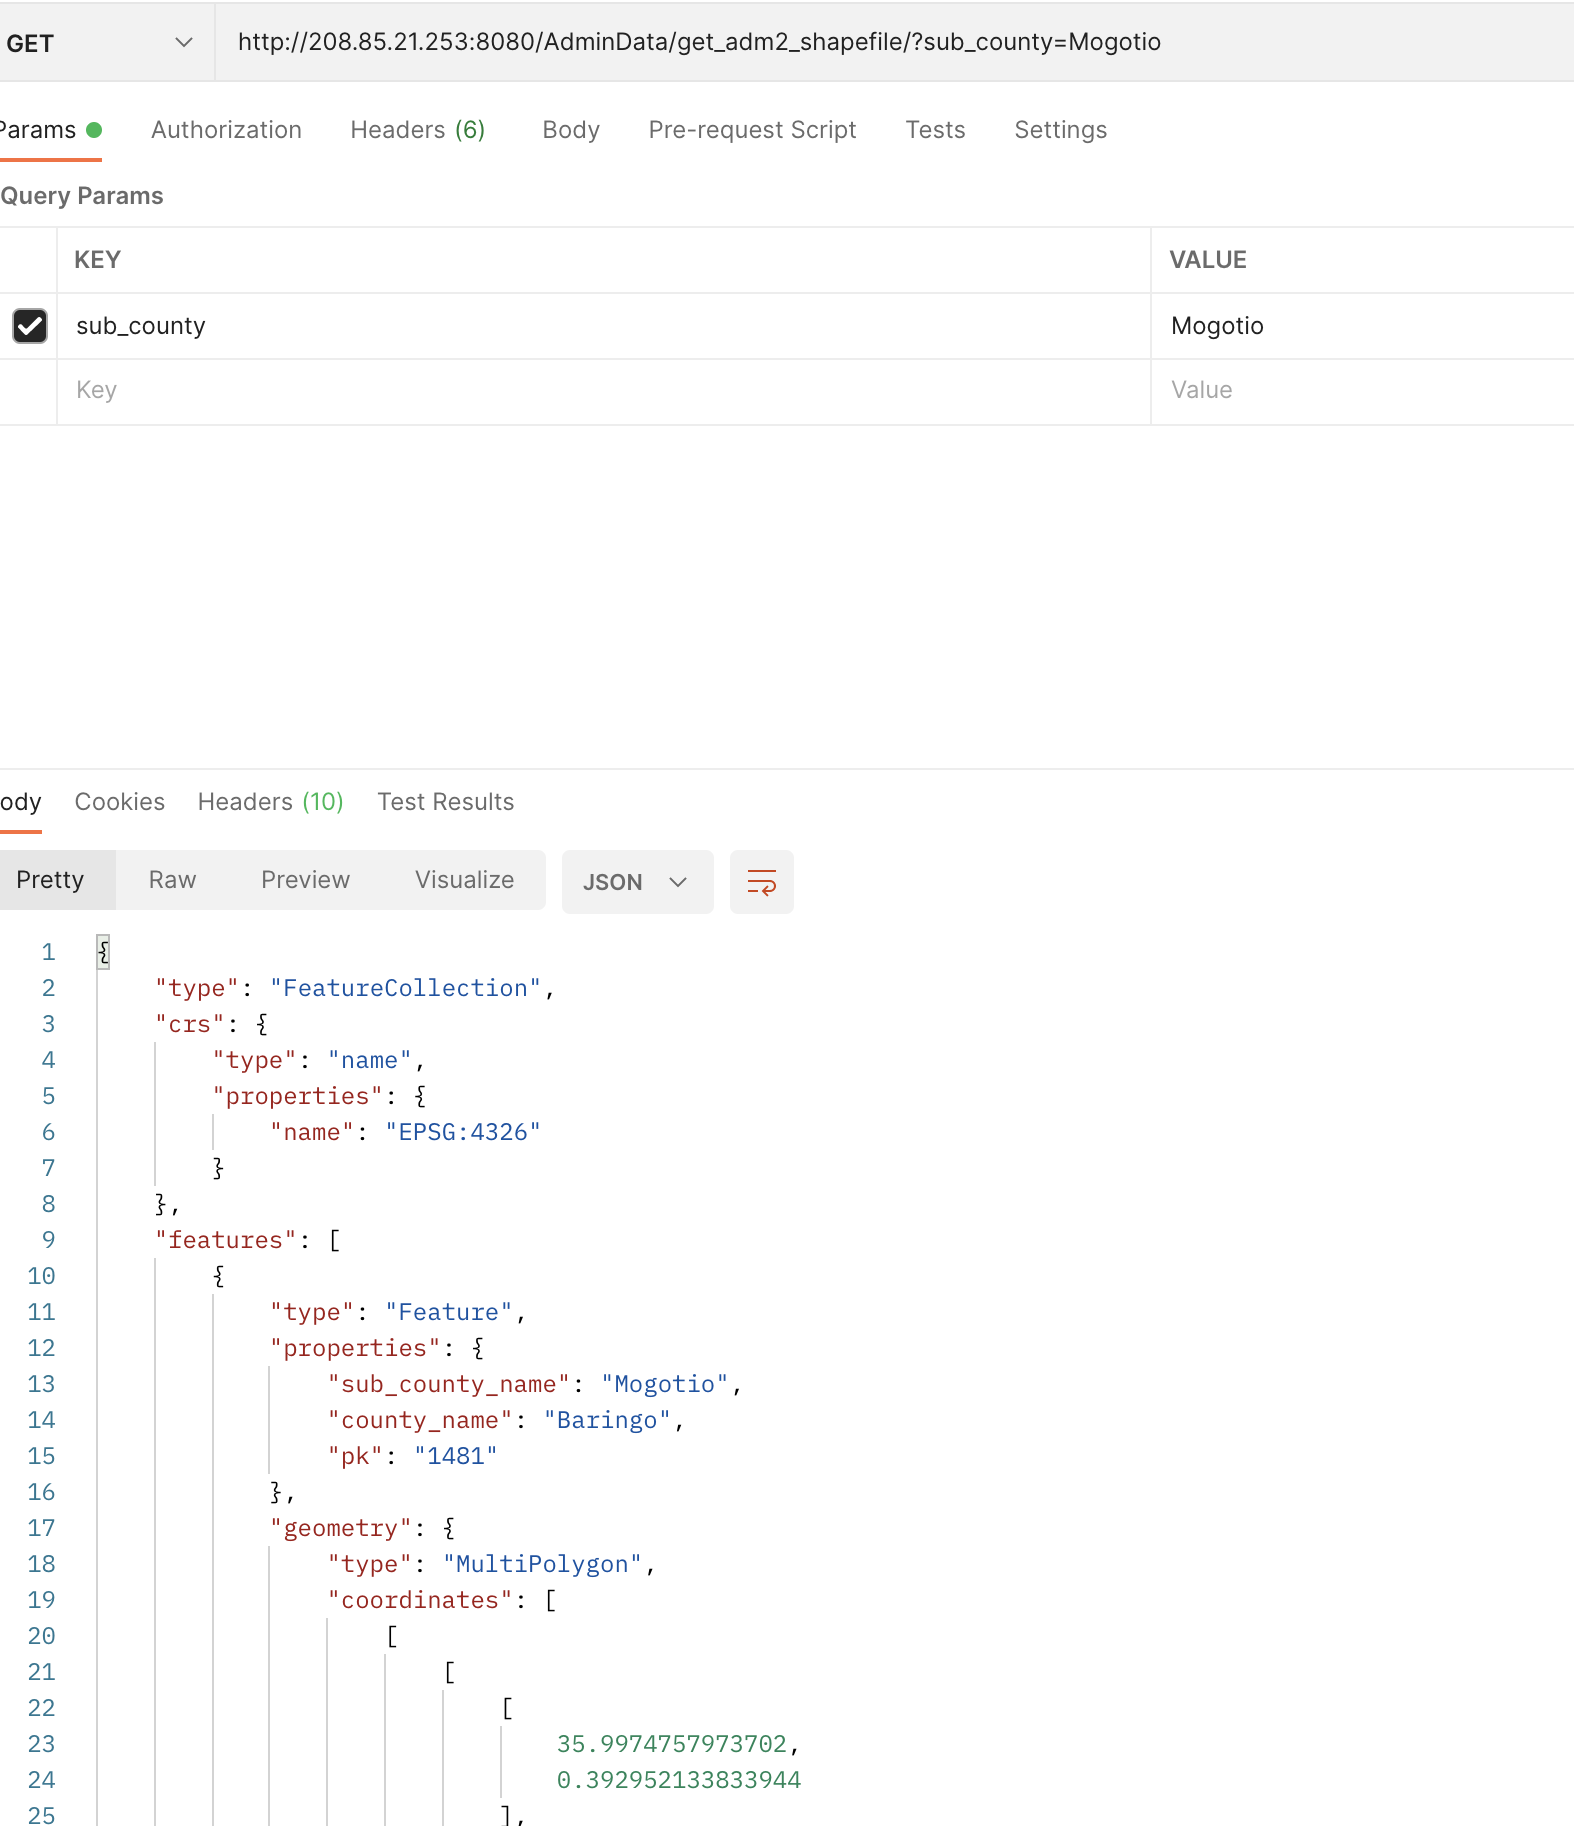 GET http://208.85.21.253:8080/AdminData/get_adm2_shapefile/?sub_county=Mogotio
Params Authorization Headers (6) Body Pre-request Script Tests Settings
Query Params
KEY VALUE
sub_county Mogotio
Key Value
ody Cookies Headers (10) Test Results
Pretty Raw Preview Visualize JSON
1 {
2 "type": "FeatureCollection",
3 "crs": {
4 "type": "name",
5 "properties": {
6 "name": "EPSG:4326"
7 }
8 },
9 "features": [
10 {
11 "type": "Feature",
12 "properties": {
13 "sub_county_name": "Mogotio",
14 "county_name": "Baringo",
15 "pk": "1481"
16 },
17 "geometry": {
18 "type": "MultiPolygon",
19 "coordinates": [
20 [
21 [
22 [
23 35.9974757973702,
24 0.392952133833944
25 ],